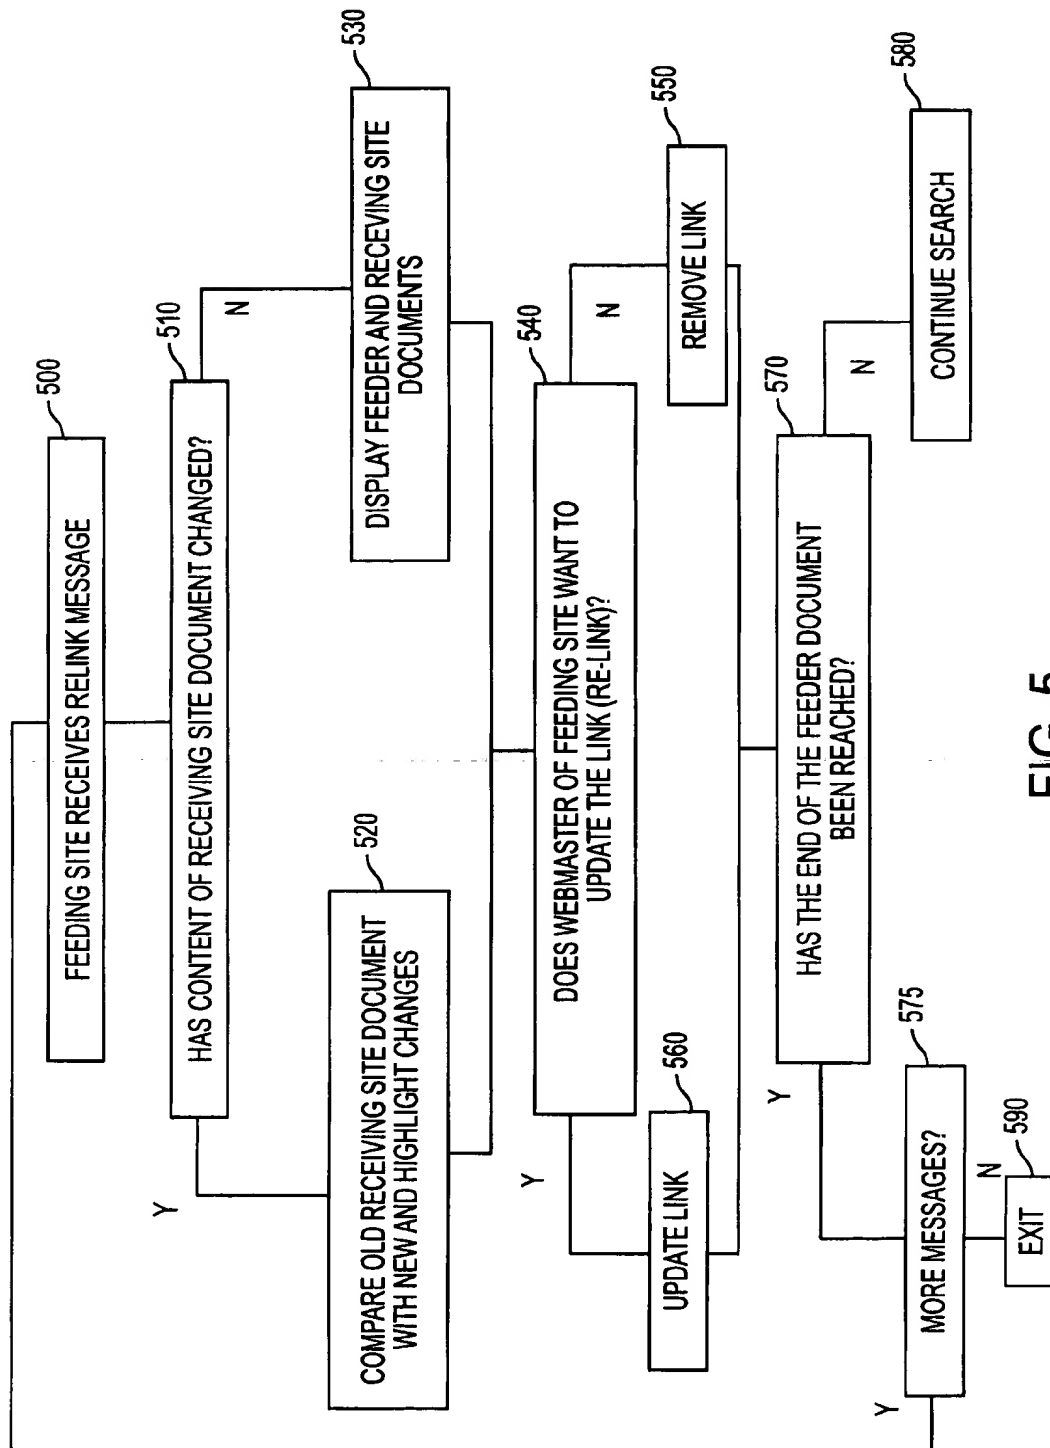 500
FEEDING SITE RECEIVES RELINK MESSAGE
510
HAS CONTENT OF RECEIVING SITE DOCUMENT CHANGED?
Y
N
520
COMPARE OLD RECEIVING SITE DOCUMENT
WITH NEW AND HIGHLIGHT CHANGES
530
DISPLAY FEEDER AND RECEVING SITE
DOCUMENTS
540
DOES WEBMASTER OF FEEDING SITE WANT TO
UPDATE THE LINK (RE-LINK)?
Y
N
560
UPDATE LINK
550
REMOVE LINK
570
HAS THE END OF THE FEEDER DOCUMENT
BEEN REACHED?
Y
N
575
MORE MESSAGES?
580
CONTINUE SEARCH
Y
N
590
EXIT
FIG. 5